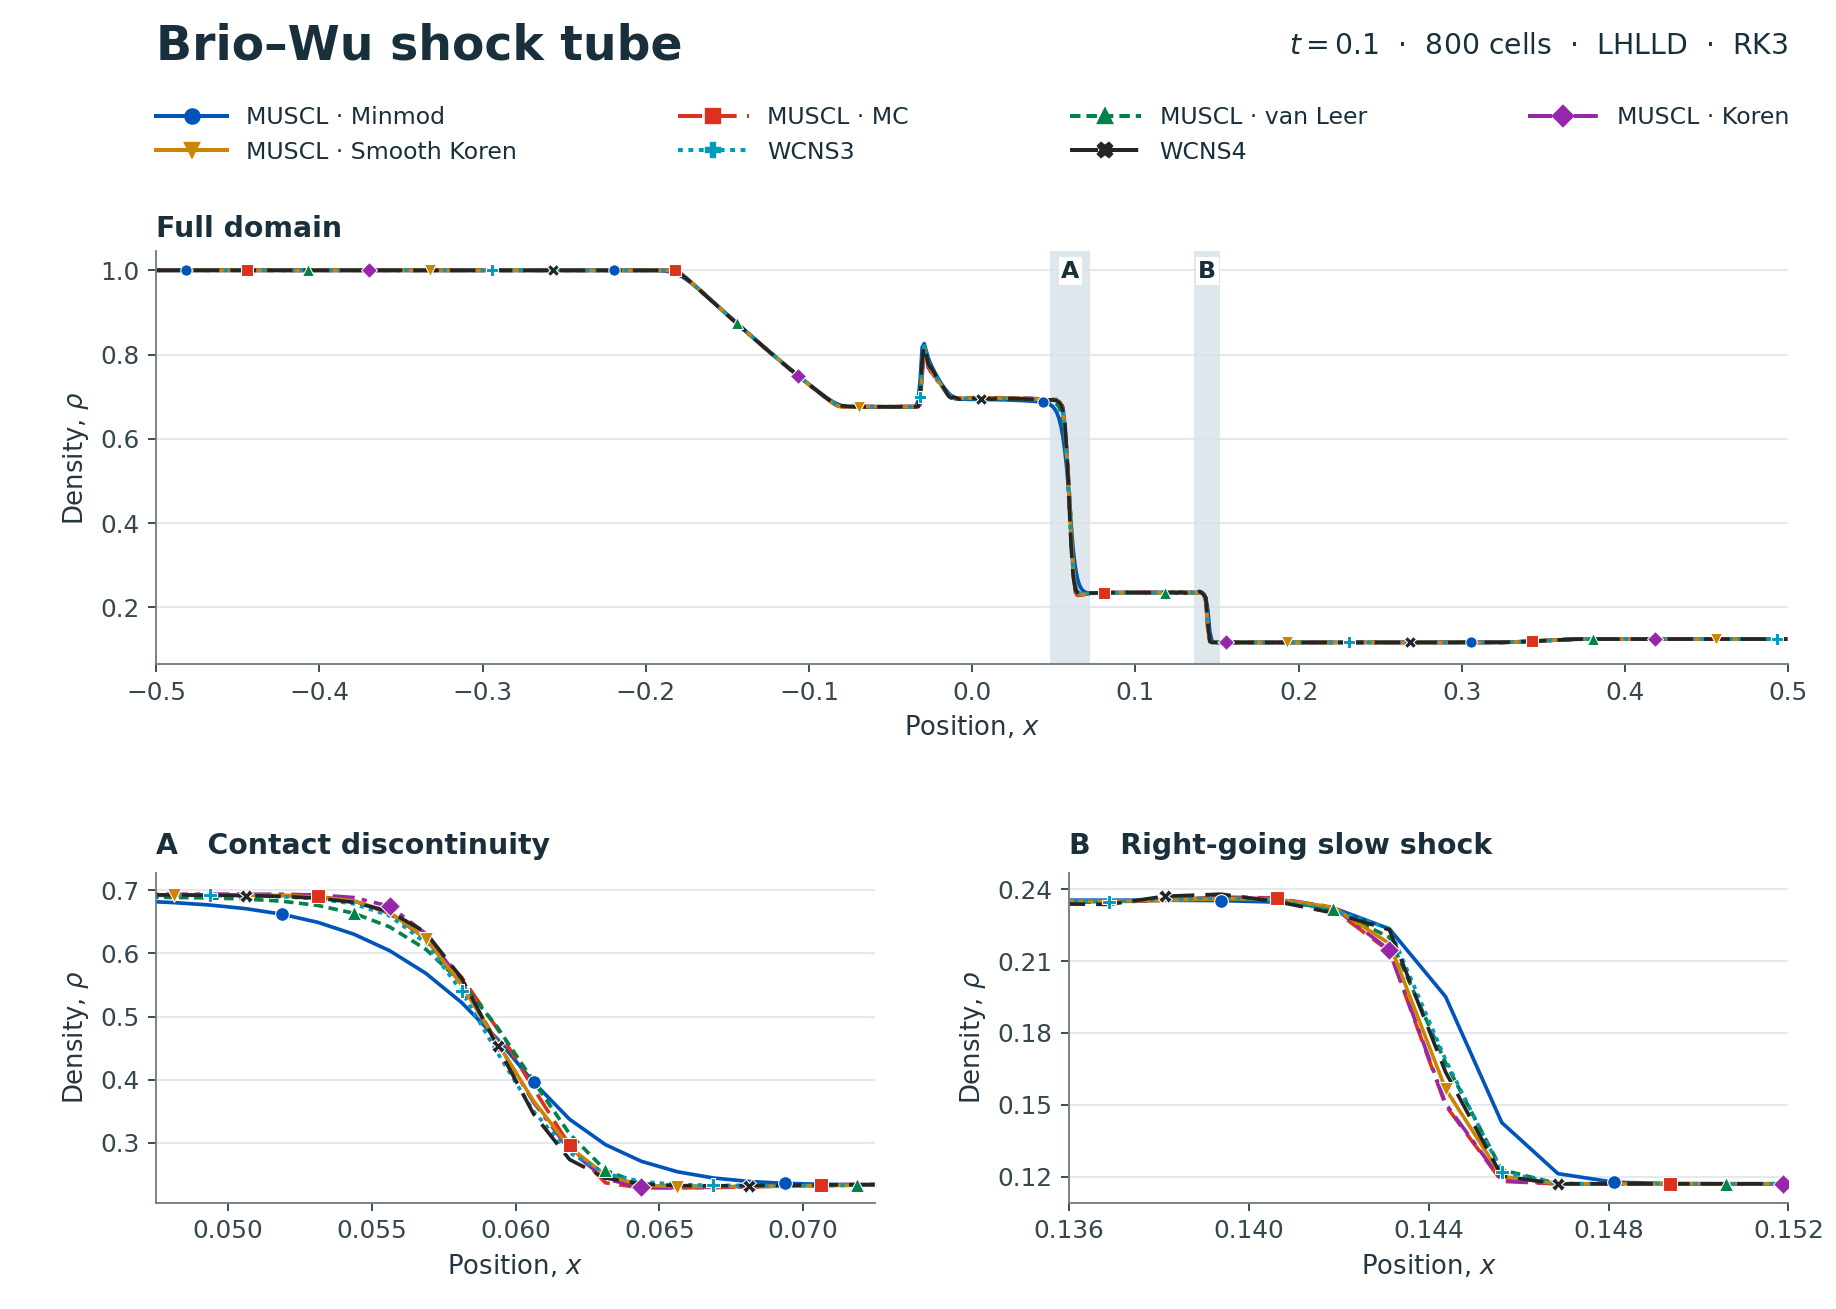 Brio–Wu shock tube
t = 0.1 · 800 cells · LHLLD · RK3
MUSCL · Minmod
MUSCL · MC
MUSCL · van Leer
MUSCL · Koren
MUSCL · Smooth Koren
WCNS3
WCNS4
Full domain
A
B
1.0
0.8
0.6
0.4
0.2
Density, ρ
−0.5 −0.4 −0.3 −0.2 −0.1 0.0 0.1 0.2 0.3 0.4 0.5
Position, x
A Contact discontinuity
0.7
0.6
0.5
0.4
0.3
Density, ρ
0.050 0.055 0.060 0.065 0.070
Position, x
B Right-going slow shock
0.24
0.21
0.18
0.15
0.12
Density, ρ
0.136 0.140 0.144 0.148 0.152
Position, x